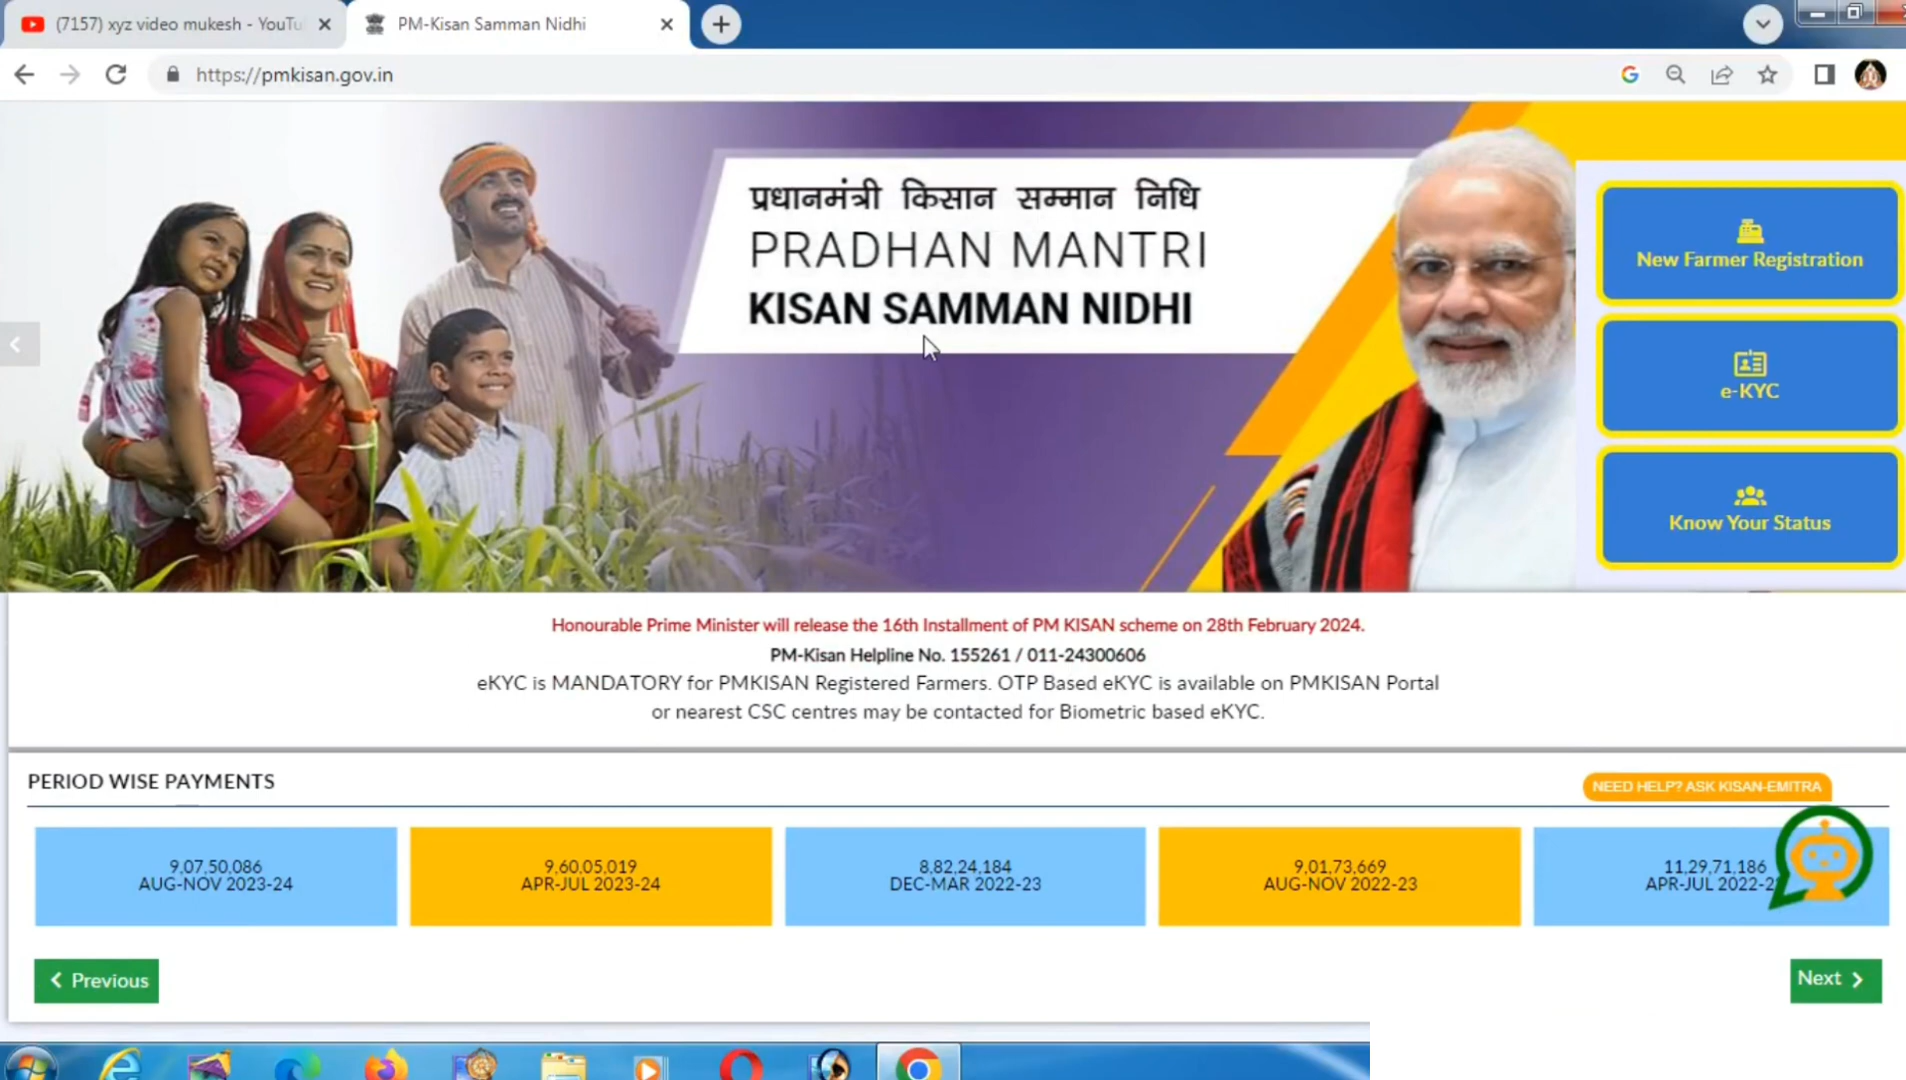 (7157) xyz video mukesh - YouTu
PM-Kisan Samman Nidhi
https://pmkisan.gov.in
प्रधानमंत्री किसान सम्मान निधि
PRADHAN MANTRI
KISAN SAMMAN NIDHI
New Farmer Registration
e-KYC
Know Your Status
Honourable Prime Minister will release the 16th Installment of PM KISAN scheme on 28th February 2024.
PM-Kisan Helpline No. 155261 / 011-24300606
eKYC is MANDATORY for PMKISAN Registered Farmers. OTP Based eKYC is available on PMKISAN Portal
or nearest CSC centres may be contacted for Biometric based eKYC.
PERIOD WISE PAYMENTS
NEED HELP? ASK KISAN-EMITRA
9,07,50,086
AUG-NOV 2023-24
9,60,05,019
APR-JUL 2023-24
8,82,24,184
DEC-MAR 2022-23
9,01,73,669
AUG-NOV 2022-23
11,29,71,186
APR-JUL 2022-2
Previous
Next